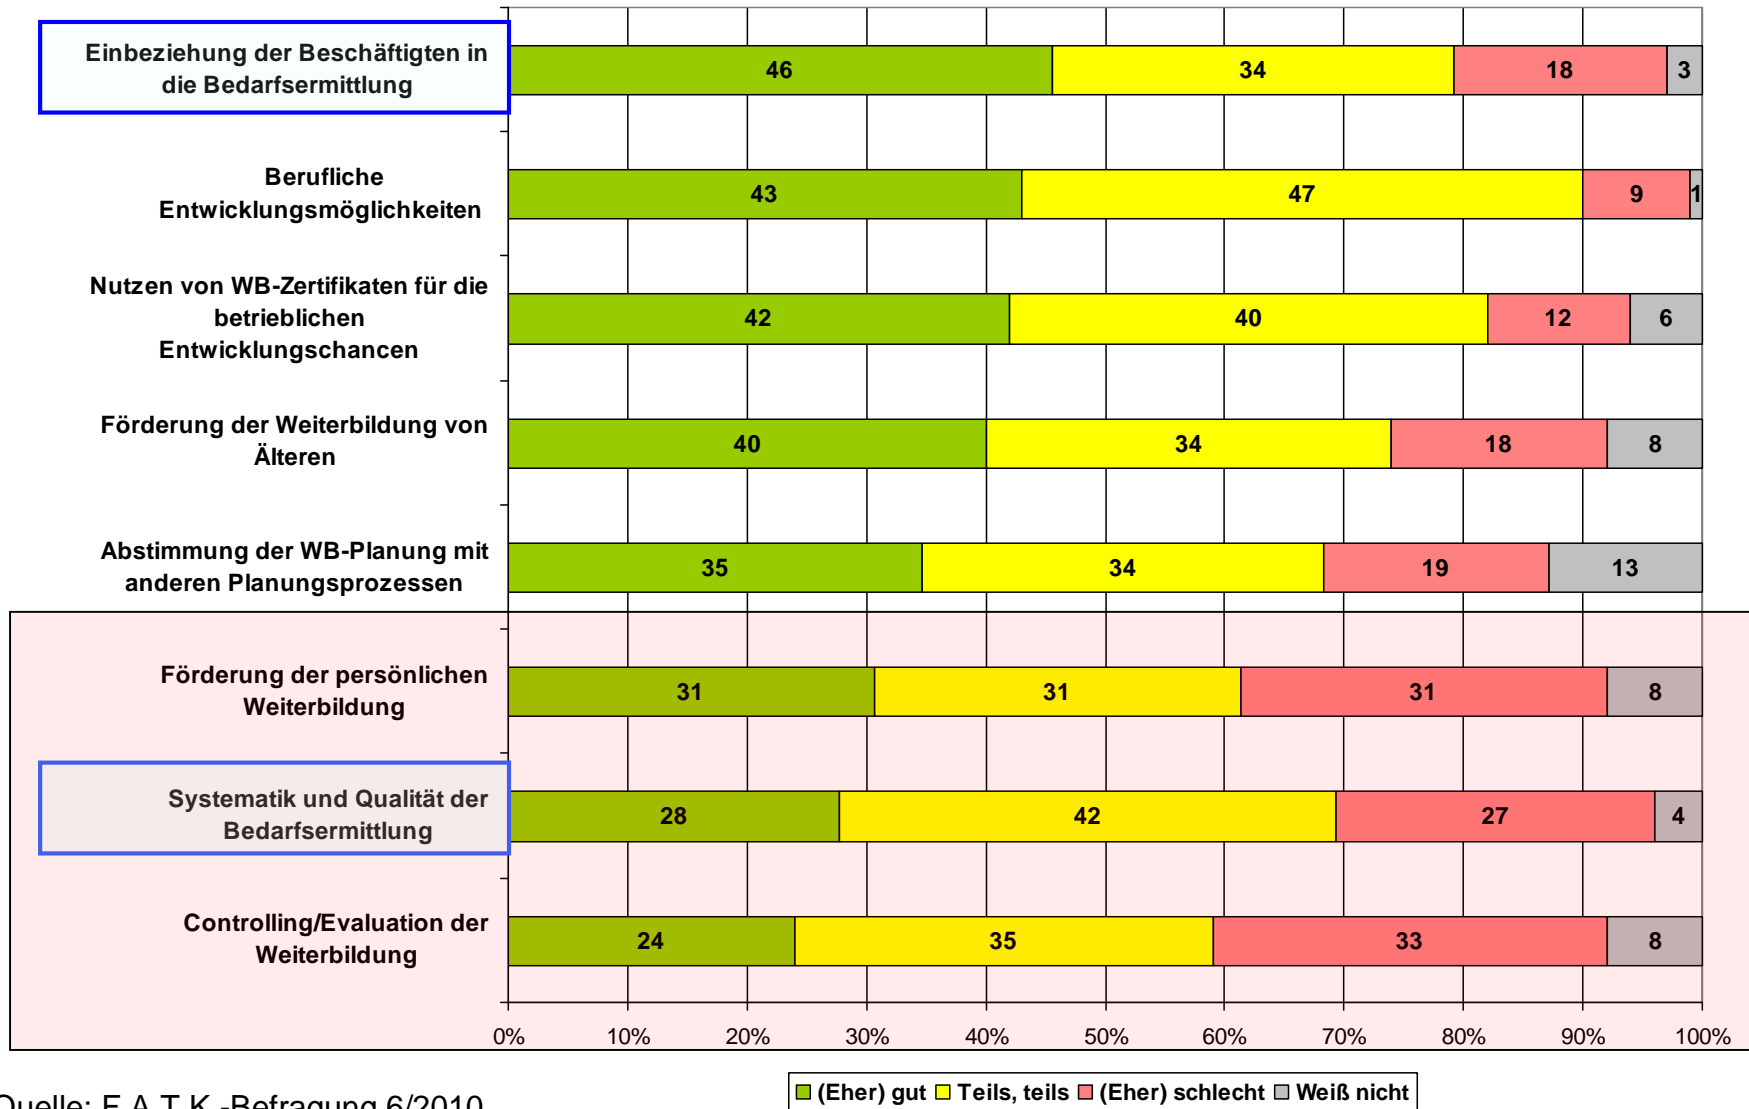 Einbeziehung der Beschäftigten in
die Bedarfsermittlung
46 34 18 3
Berufliche
Entwicklungsmöglichkeiten
43 47 9 1
Nutzen von WB-Zertifikaten für die
betrieblichen
Entwicklungschancen
42 40 12 6
Förderung der Weiterbildung von
Älteren
40 34 18 8
Abstimmung der WB-Planung mit
anderen Planungsprozessen
35 34 19 13
Förderung der persönlichen
Weiterbildung
31 31 31 8
Systematik und Qualität der
Bedarfsermittlung
28 42 27 4
Controlling/Evaluation der
Weiterbildung
24 35 33 8
0% 10% 20% 30% 40% 50% 60% 70% 80% 90% 100%
(Eher) gut Teils, teils (Eher) schlecht Weiß nicht
Quelle: F.A.T.K.-Befragung 6/2010